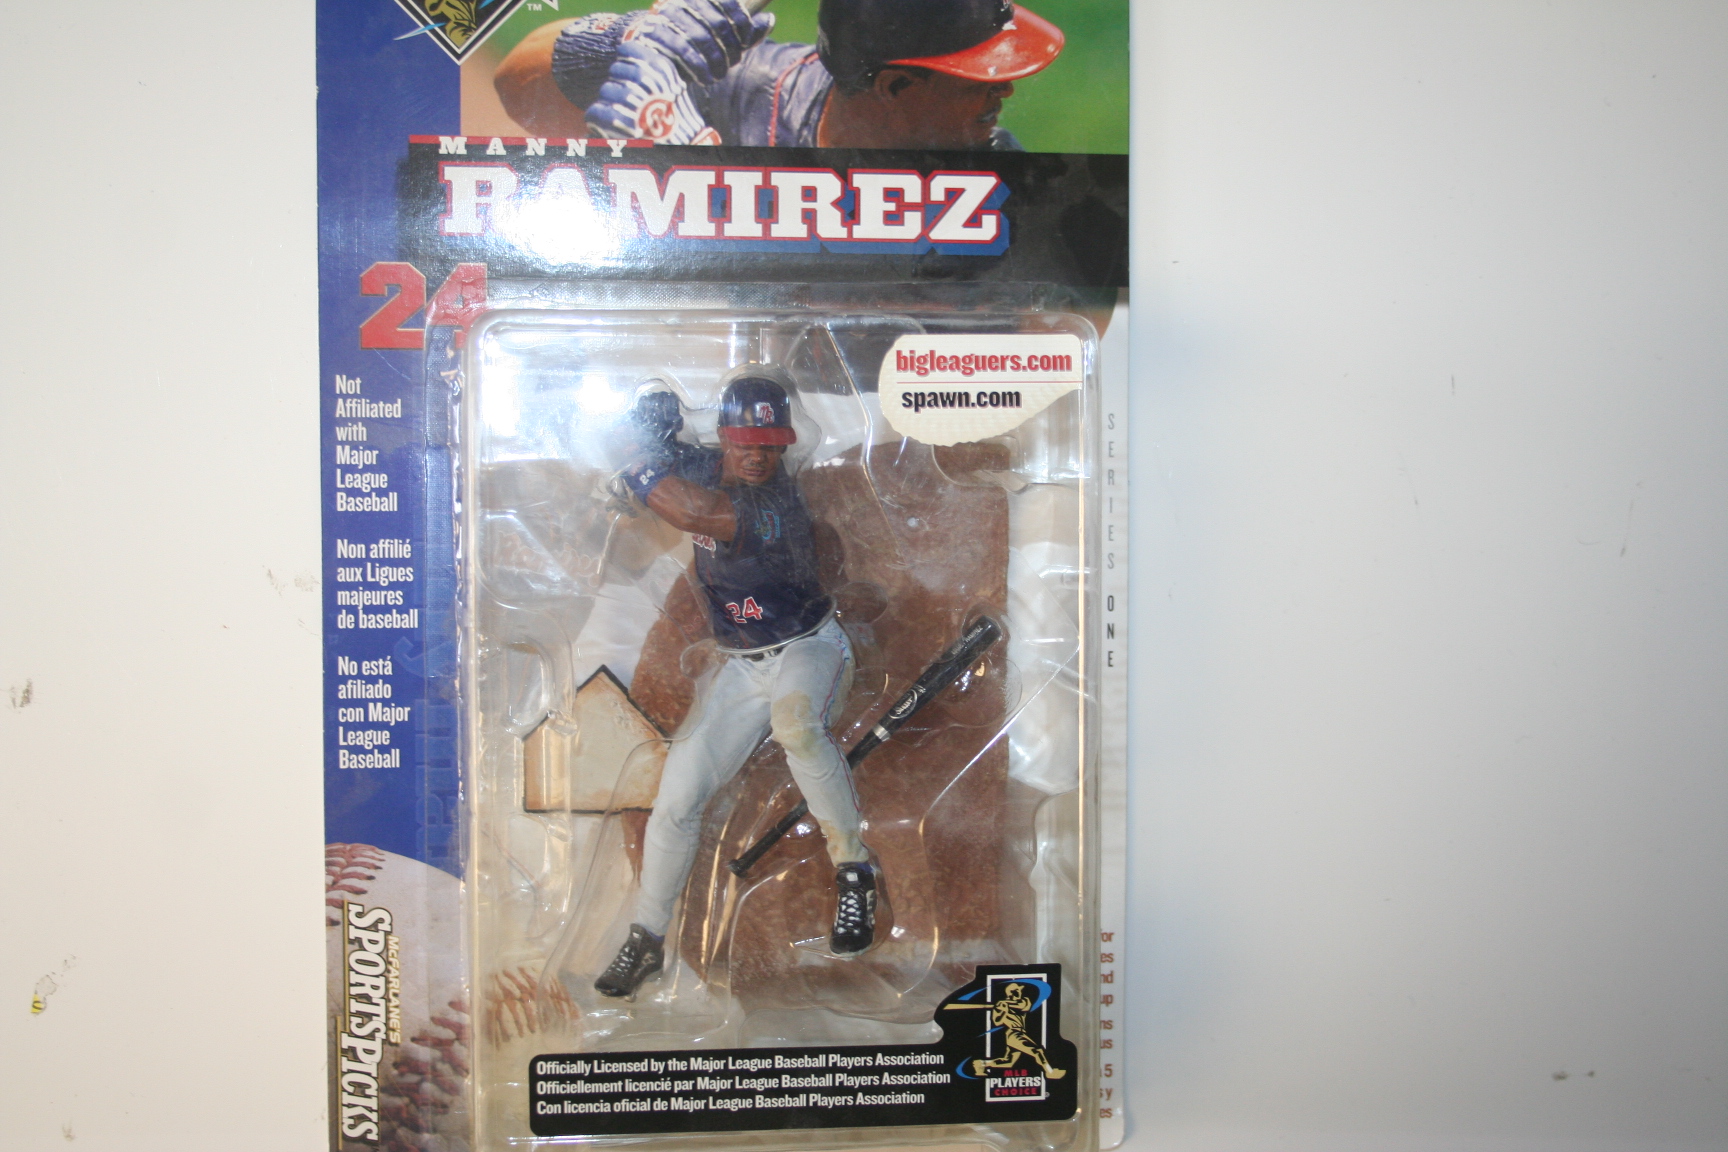 TM
MANNY
RAMIREZ
24
Not
Affiliated
with
Major
League
Baseball
Non affilié
aux Ligues
majeures
de baseball
No está
afiliado
con Major
League
Baseball
McFARLANE'S
SPORTSPICKS
bigleaguers.com
spawn.com
24
24
SERIES ONE
Officially Licensed by the Major League Baseball Players Association
Officiellement licencié par Major League Baseball Players Association
Con licencia oficial de Major League Baseball Players Association
MLB
PLAYERS
CHOICE